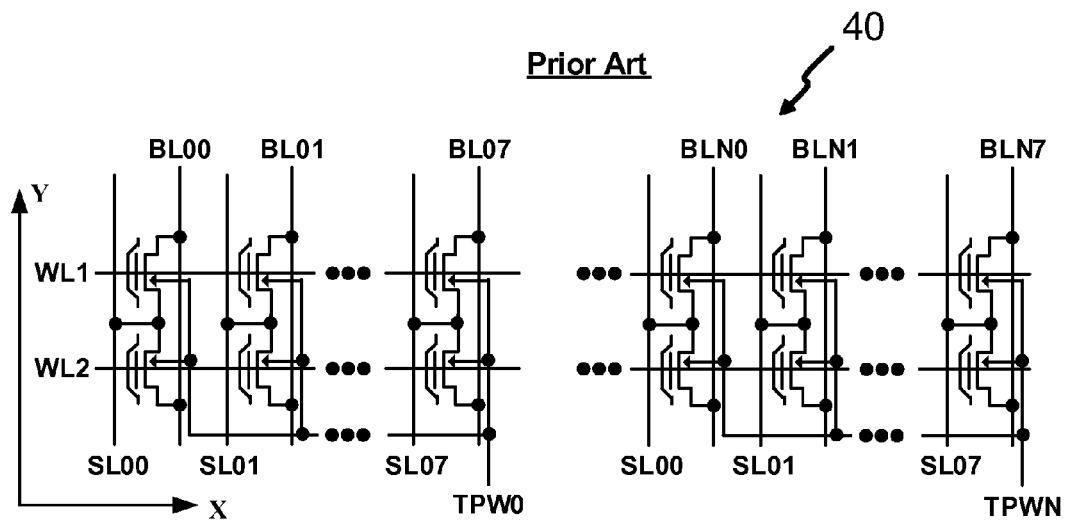 40
Prior Art
BL00 BL01 BL07 BLN0 BLN1 BLN7
Y
WL1
WL2
SL00 SL01 SL07 SL00 SL01 SL07
X TPW0 TPWN